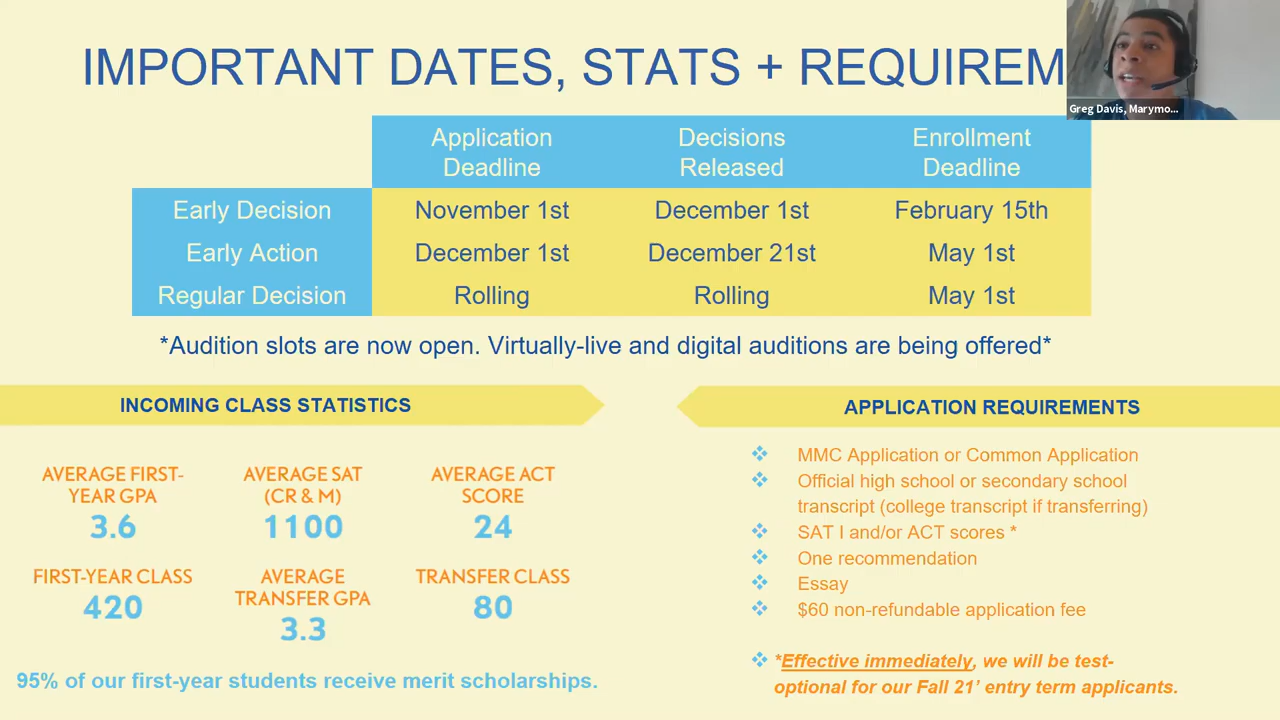 IMPORTANT DATES, STATS + REQUIREM
Greg Davis, Marymo...
Application Deadline
Decisions Released
Enrollment Deadline
Early Decision November 1st December 1st February 15th
Early Action December 1st December 21st May 1st
Regular Decision Rolling Rolling May 1st
*Audition slots are now open. Virtually-live and digital auditions are being offered*
INCOMING CLASS STATISTICS
AVERAGE FIRST-
YEAR GPA
3.6
AVERAGE SAT
(CR & M)
1100
AVERAGE ACT
SCORE
24
FIRST-YEAR CLASS
420
AVERAGE
TRANSFER GPA
3.3
TRANSFER CLASS
80
95% of our first-year students receive merit scholarships.
APPLICATION REQUIREMENTS
MMC Application or Common Application
Official high school or secondary school
transcript (college transcript if transferring)
SAT I and/or ACT scores *
One recommendation
Essay
$60 non-refundable application fee
*Effective immediately, we will be test-
optional for our Fall 21' entry term applicants.